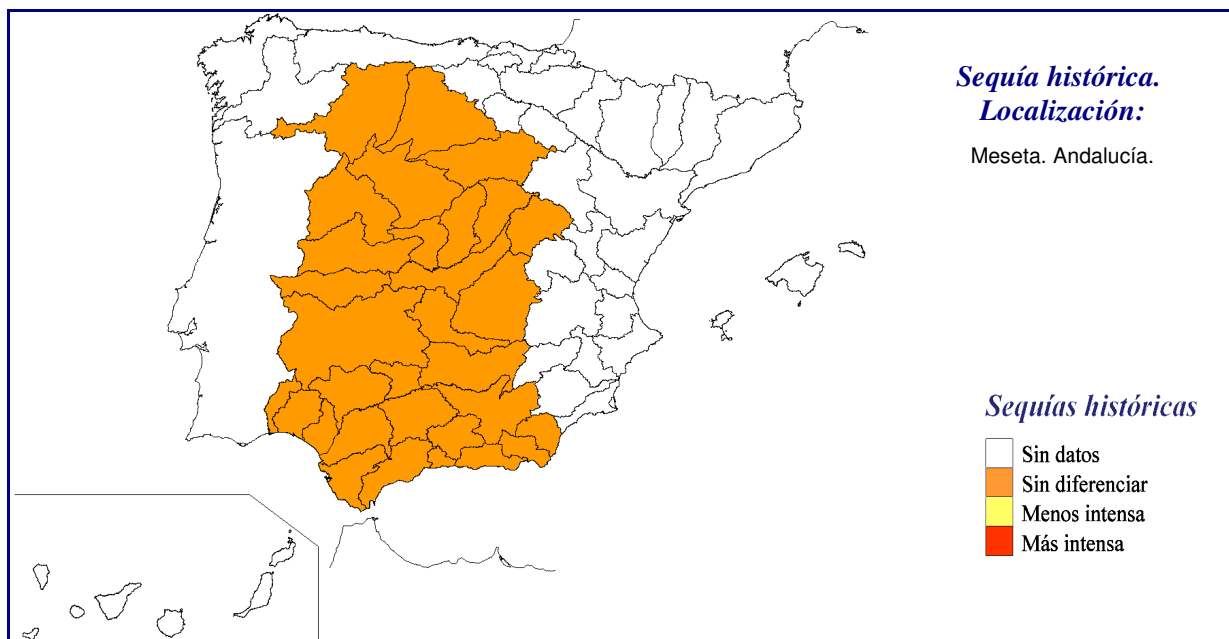 Sequía histórica.
Localización:
Meseta. Andalucía.
Sequías históricas
Sin datos
Sin diferenciar
Menos intensa
Más intensa